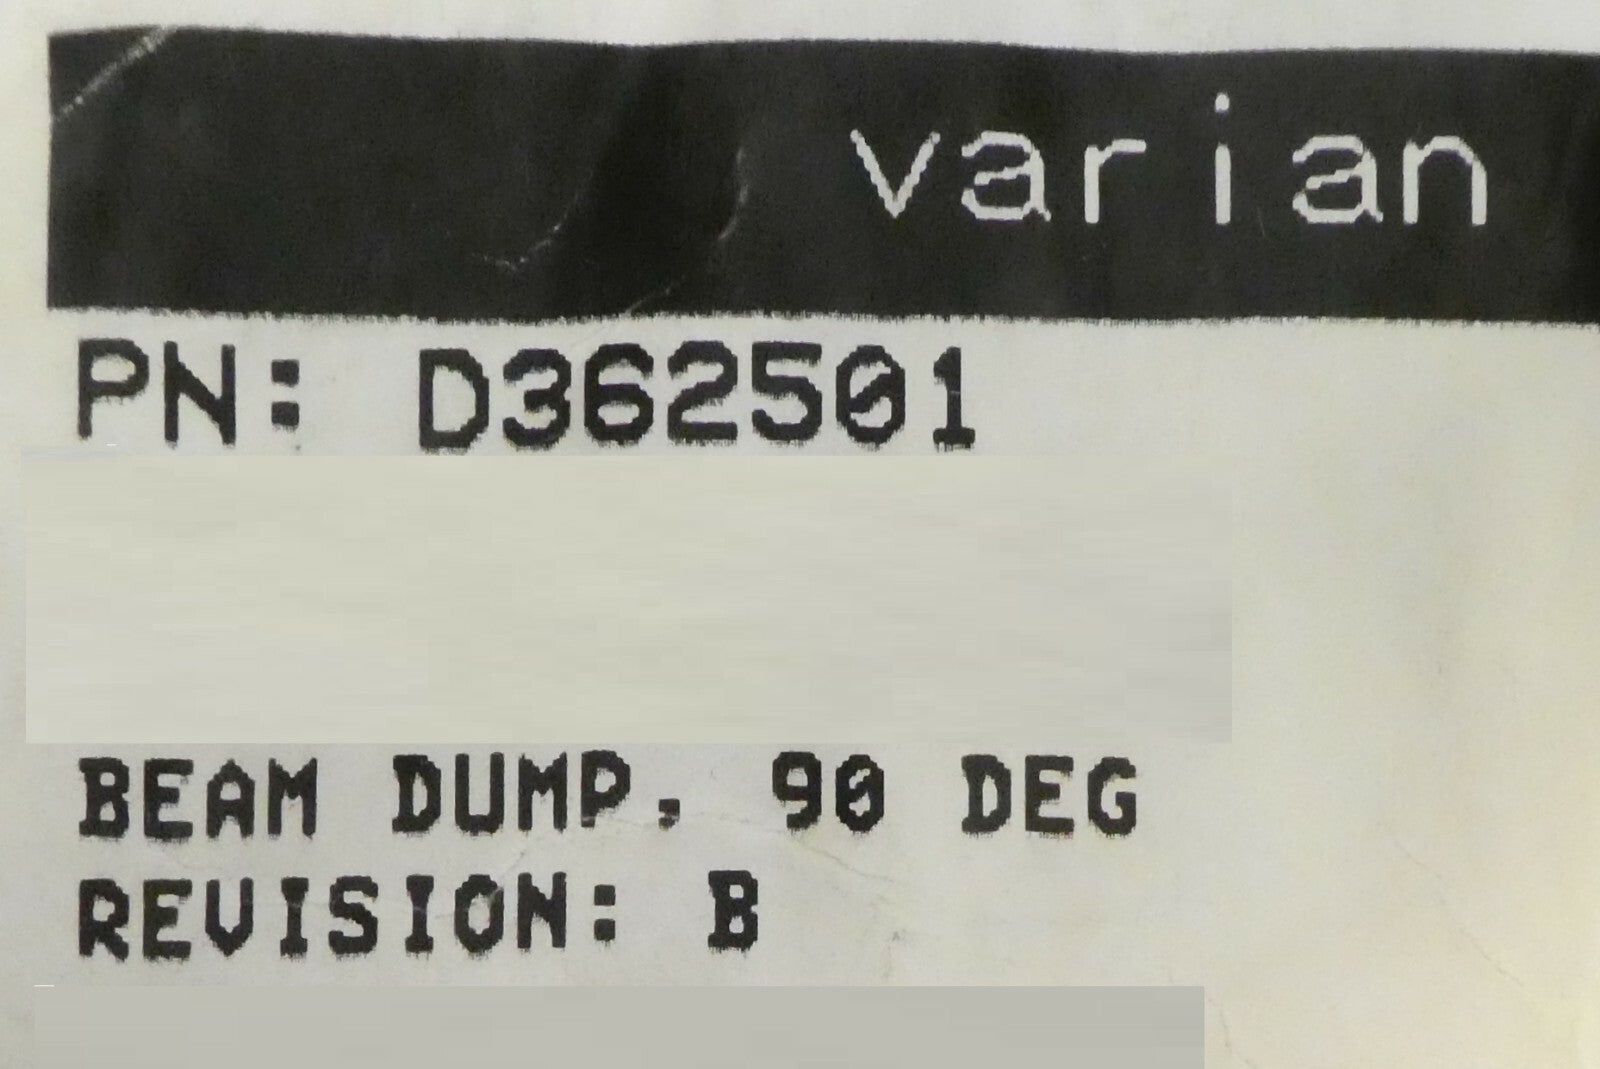 varian
PN: D362501
BEAM DUMP, 90 DEG
REVISION: B